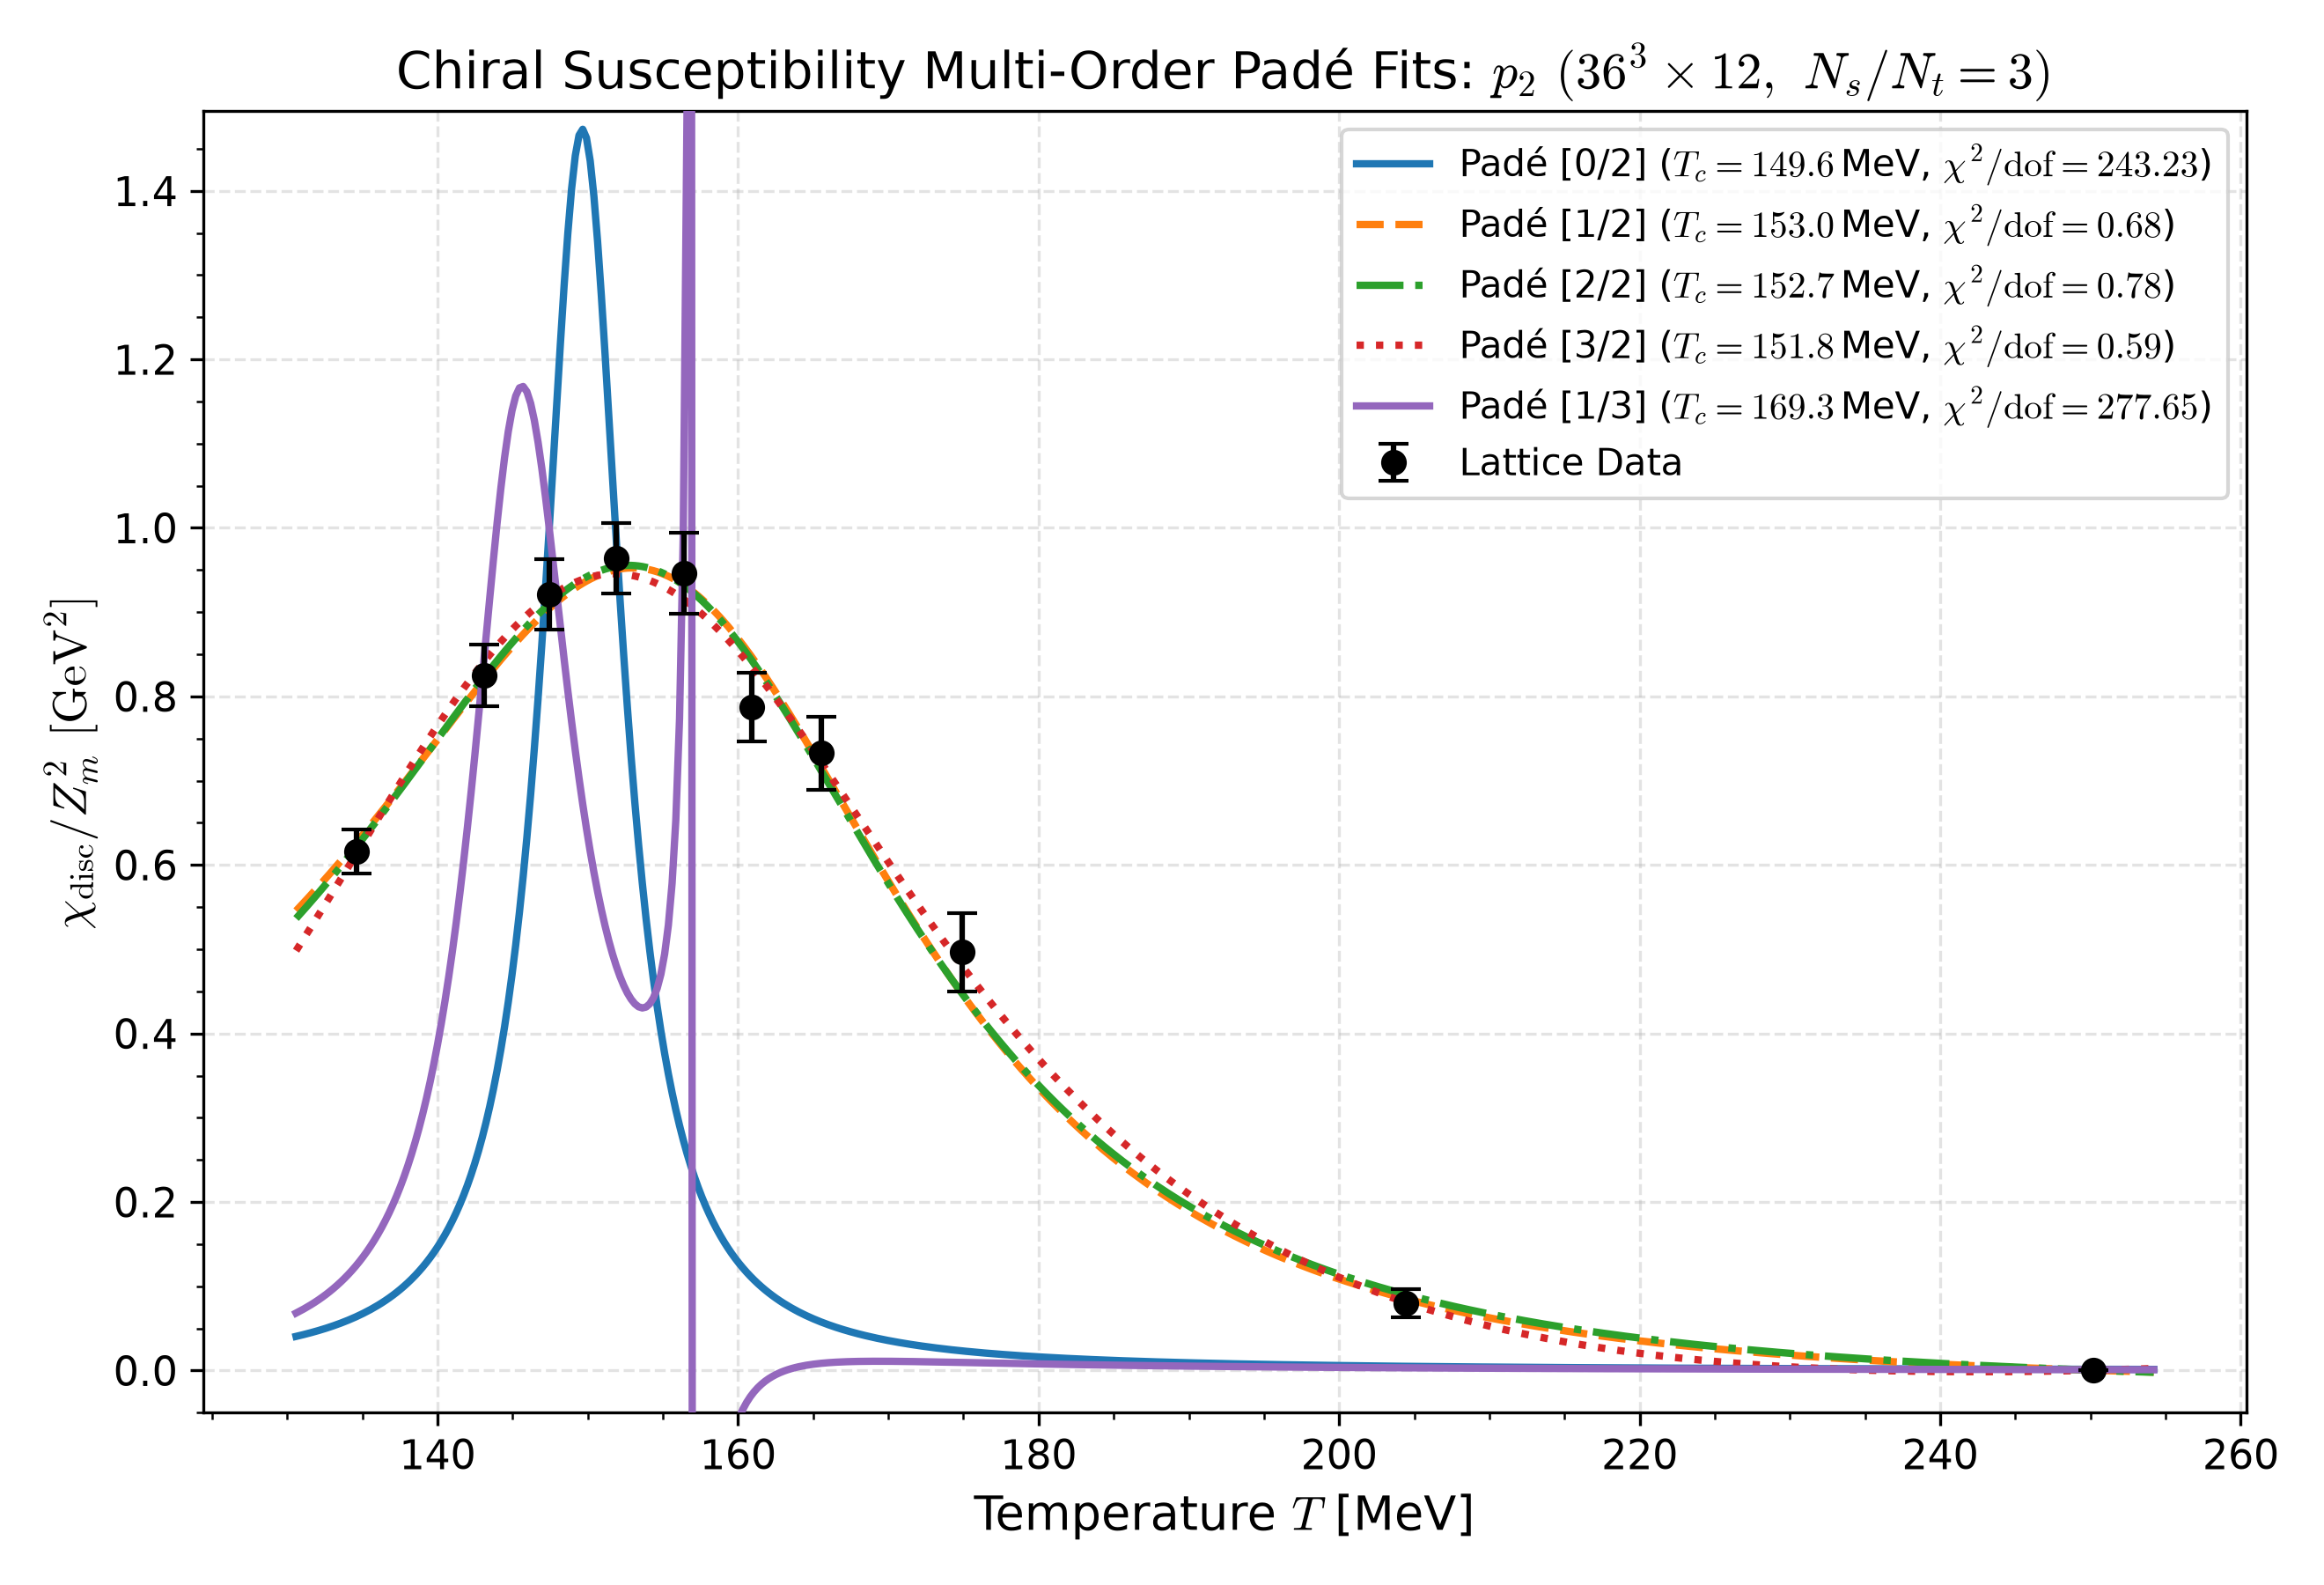 Chiral Susceptibility Multi-Order Padé Fits: p₂ (36³ × 12, Nₛ/Nₜ = 3)
Padé [0/2] (T_c = 149.6 MeV, χ²/dof = 243.23)
Padé [1/2] (T_c = 153.0 MeV, χ²/dof = 0.68)
Padé [2/2] (T_c = 152.7 MeV, χ²/dof = 0.78)
Padé [3/2] (T_c = 151.8 MeV, χ²/dof = 0.59)
Padé [1/3] (T_c = 169.3 MeV, χ²/dof = 277.65)
Lattice Data
χ_disc/Z_m² [GeV²]
1.4
1.2
1.0
0.8
0.6
0.4
0.2
0.0
140 160 180 200 220 240 260
Temperature T [MeV]